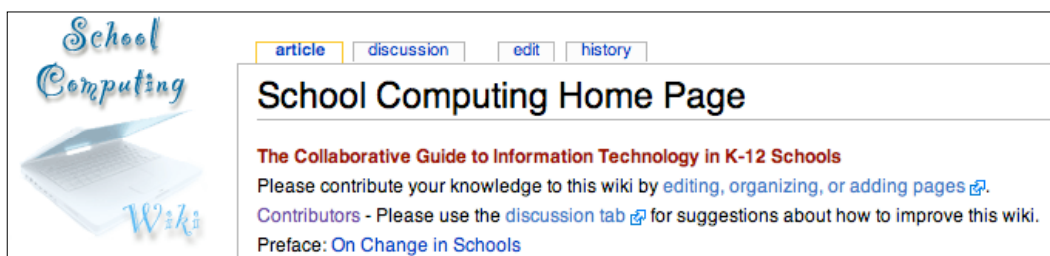 School
Computing
Wiki
article discussion edit history
School Computing Home Page
The Collaborative Guide to Information Technology in K-12 Schools
Please contribute your knowledge to this wiki by editing, organizing, or adding pages.
Contributors - Please use the discussion tab for suggestions about how to improve this wiki.
Preface: On Change in Schools